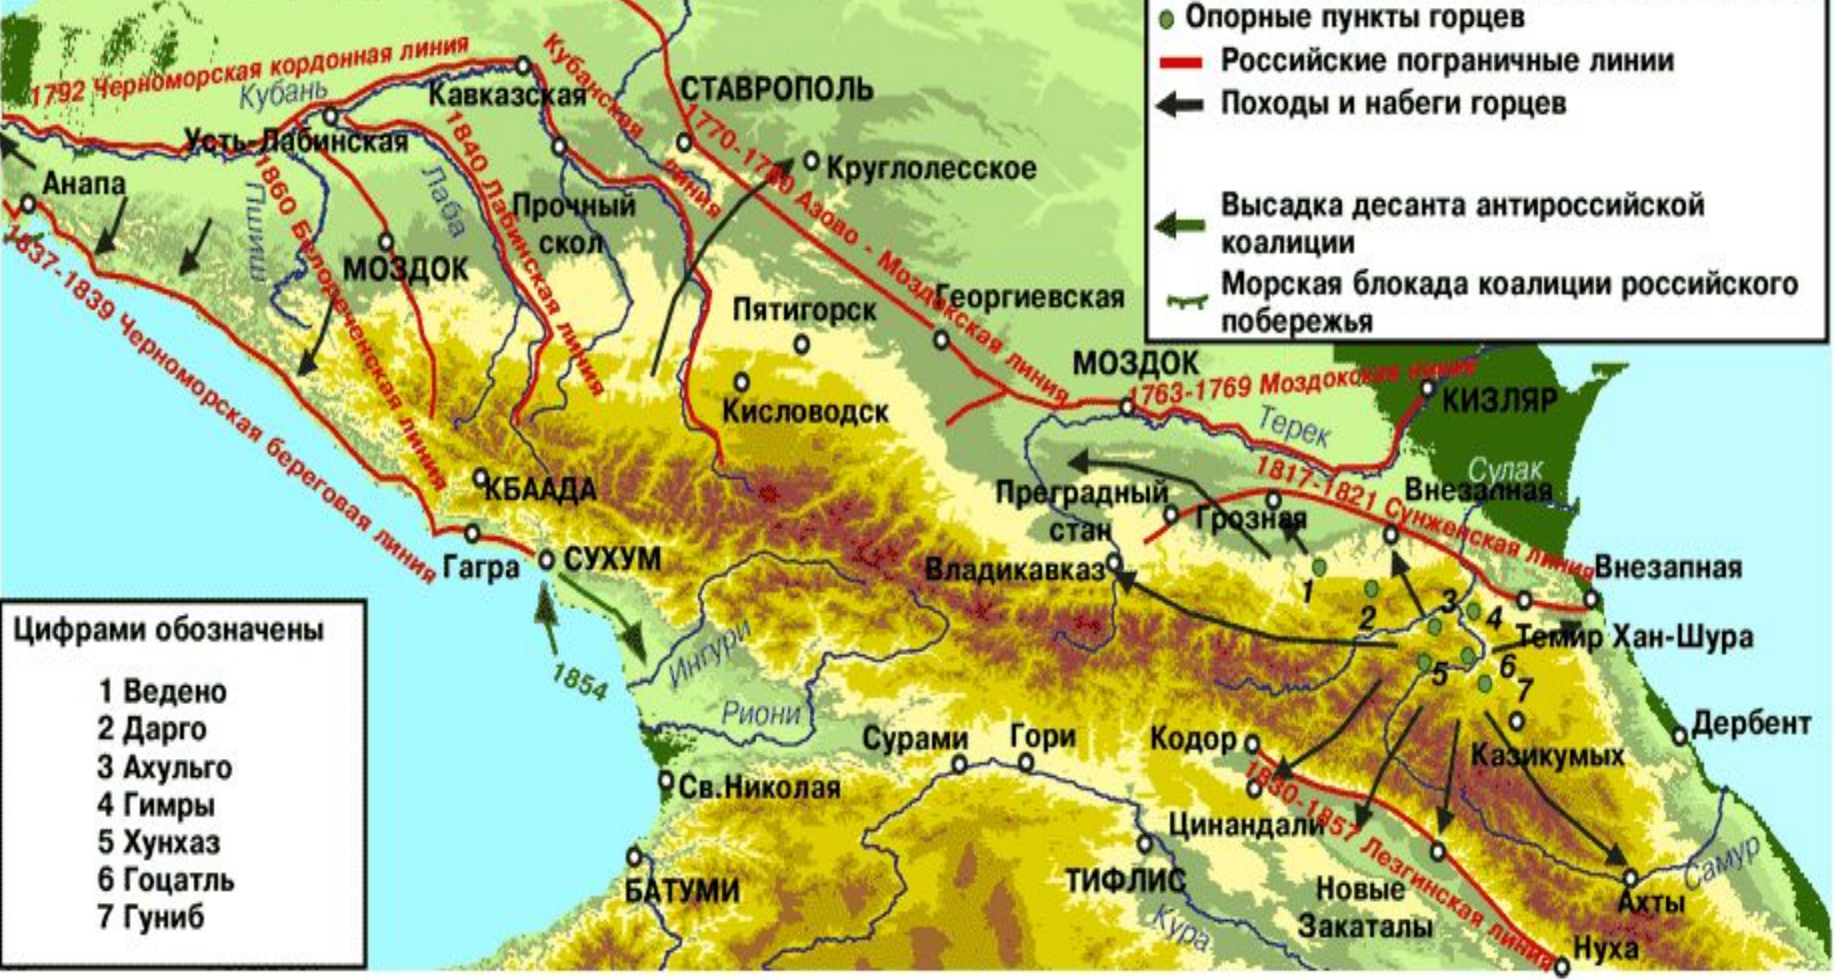 Опорные пункты горцев
Российские пограничные линии
Походы и набеги горцев
Высадка десанта антироссийской
коалиции
Морская блокада коалиции российского
побережья
1792 Черноморская кордонная линия
Кубань
Кавказская
Кубанская
линия
СТАВРОПОЛЬ
Усть-Лабинская
1770-1780 Азово - Моздокская линия
Круглолесское
Анапа
Пшиш
1860 Белореченская линия
Лаба
1840 Лабинская линия
Прочный
скол
МОЗДОК
1837-1839 Черноморская береговая линия
Пятигорск
Георгиевская
Кисловодск
МОЗДОК
1763-1769 Моздокская линия
КИЗЛЯР
Терек
Сулак
КБААДА
Преградный
стан
1817-1821 Сунженская линия
Внезапная
Грозная
Гагра
СУХУМ
Владикавказ
Внезапная
1
2
3
4
Темир Хан-Шура
5
6
7
1854
Ингури
Риони
Сурами
Гори
Кодор
Казикумых
Дербент
Св.Николая
1830-1857 Лезгинская линия
Цинандали
БАТУМИ
ТИФЛИС
Кура
Новые
Закаталы
Самур
Ахты
Нуха
Цифрами обозначены
1 Ведено
2 Дарго
3 Ахульго
4 Гимры
5 Хунхаз
6 Гоцатль
7 Гуниб